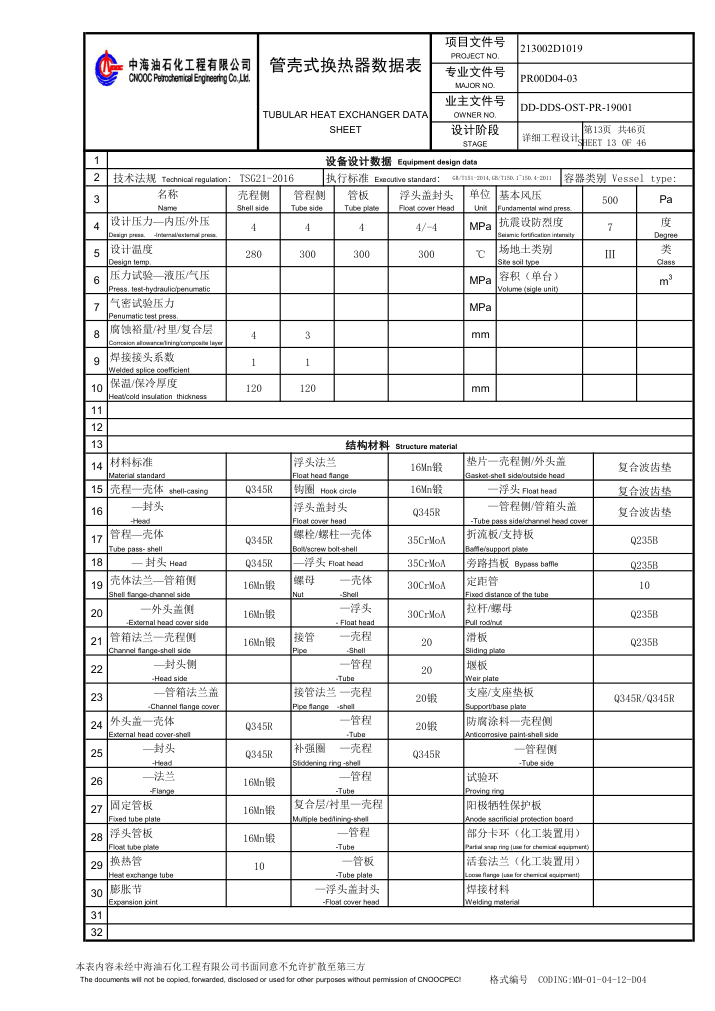 中海油石化工程有限公司
CNOOC Petrochemical Engineering Co.,Ltd.
管壳式换热器数据表
TUBULAR HEAT EXCHANGER DATA
SHEET
项目文件号
PROJECT NO.
213002D1019
专业文件号
MAJOR NO.
PR00D04-03
业主文件号
OWNER NO.
DD-DDS-OST-PR-19001
设计阶段
STAGE
详细工程设计
第13页 共46页
SHEET 13 OF 46
1 设备设计数据 Equipment design data
2 技术法规 Technical regulation: TSG21-2016 执行标准 Executive standard: GB/T151-2014,GB/T150.1~150.4-2011 容器类别 Vessel type:
3 名称 壳程侧 管程侧 管板 浮头盖封头 单位 基本风压 500 Pa
Name Shell side Tube side Tube plate Float cover Head Unit Fundamental wind press.
4 设计压力—内压/外压 4 4 4 4/-4 MPa 抗震设防烈度 7 度
Design press. -Internal/external press. Seismic fortification intensity Degree
5 设计温度 280 300 300 300 ℃ 场地土类别 III 类
Design temp. Site soil type Class
6 压力试验—液压/气压 MPa 容积（单台） m3
Press. test-hydraulic/penumatic Volume (sigle unit)
7 气密试验压力 MPa
Penumatic test press.
8 腐蚀裕量/衬里/复合层 4 3 mm
Corrosion allowance/lining/composite layer
9 焊接接头系数 1 1
Welded splice coefficient
10 保温/保冷厚度 120 120 mm
Heat/cold insulation thickness
11
12
13 结构材料 Structure material
14 材料标准 浮头法兰 16Mn锻 垫片—壳程侧/外头盖 复合波齿垫
Material standard Float head flange Gasket-shell side/outside head
15 壳程—壳体 shell-casing Q345R 钩圈 Hook circle 16Mn锻 —浮头 Float head 复合波齿垫
16 —封头 浮头盖封头 Q345R —管程侧/管箱头盖 复合波齿垫
-Head Float cover head -Tube pass side/channel head cover
17 管程—壳体 Q345R 螺栓/螺柱—壳体 35CrMoA 折流板/支持板 Q235B
Tube pass- shell Bolt/screw bolt-shell Baffle/support plate
18 — 封头 Head Q345R —浮头 Float head 35CrMoA 旁路挡板 Bypass baffle Q235B
19 壳体法兰—管箱侧 16Mn锻 螺母 —壳体 30CrMoA 定距管 10
Shell flange-channel side Nut -Shell Fixed distance of the tube
20 —外头盖侧 16Mn锻 —浮头 30CrMoA 拉杆/螺母 Q235B
-External head cover side - Float head Pull rod/nut
21 管箱法兰—壳程侧 16Mn锻 接管 —壳程 20 滑板 Q235B
Channel flange-shell side Pipe -Shell Sliding plate
22 —封头侧 —管程 20 堰板
-Head side -Tube Weir plate
23 —管箱法兰盖 接管法兰 —壳程 20锻 支座/支座垫板 Q345R/Q345R
-Channel flange cover Pipe flange -shell Support/base plate
24 外头盖—壳体 Q345R —管程 20锻 防腐涂料—壳程侧
External head cover-shell -Tube Anticorrosive paint-shell side
25 —封头 Q345R 补强圈 —壳程 Q345R —管程侧
-Head Stiddening ring -shell -Tube side
26 —法兰 16Mn锻 —管程 试验环
-Flange -Tube Proving ring
27 固定管板 16Mn锻 复合层/衬里—壳程 阳极牺牲保护板
Fixed tube plate Multiple bed/lining-shell Anode sacrificial protection board
28 浮头管板 16Mn锻 —管程 部分卡环（化工装置用）
Float tube plate -Tube Partial snap ring (use for chemical equipment)
29 换热管 10 —管板 活套法兰（化工装置用）
Heat exchange tube -Tube plate Loose flange (use for chemical equipment)
30 膨胀节 —浮头盖封头 焊接材料
Expansion joint -Float cover head Welding material
31
32
本表内容未经中海油石化工程有限公司书面同意不允许扩散至第三方
The documents will not be copied, forwarded, disclosed or used for other purposes without permission of CNOOCPEC! 格式编号 CODING:MM-01-04-12-D04